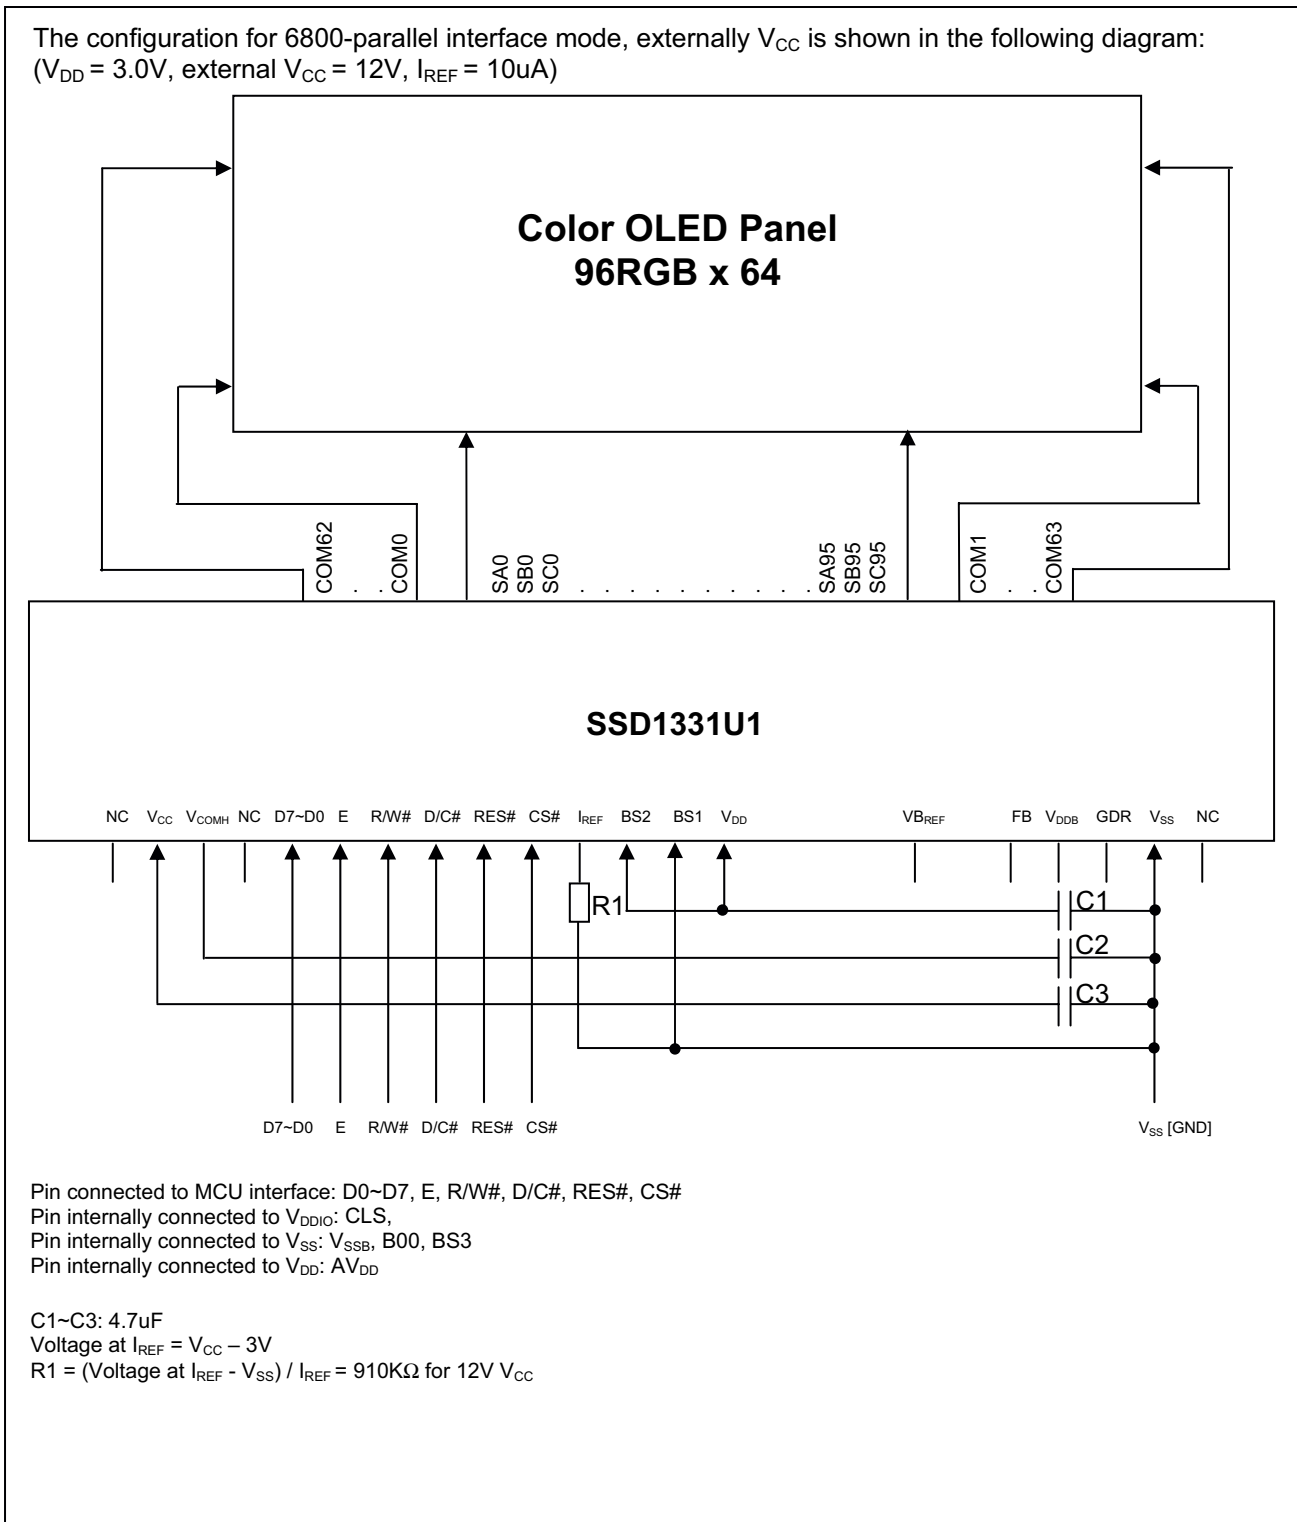 The configuration for 6800-parallel interface mode, externally VCC is shown in the following diagram:
(VDD = 3.0V, external VCC = 12V, IREF = 10uA)
Color OLED Panel
96RGB x 64
COM62 . . COM0 SA0 SB0 SC0 . . . . . . . . . . SA95 SB95 SC95 COM1 . . COM63
SSD1331U1
NC VCC VCOMH NC D7~D0 E R/W# D/C# RES# CS# IREF BS2 BS1 VDD VBREF FB VDDB GDR VSS NC
R1 C1
C2
C3
D7~D0 E R/W# D/C# RES# CS# VSS [GND]
Pin connected to MCU interface: D0~D7, E, R/W#, D/C#, RES#, CS#
Pin internally connected to VDDIO: CLS,
Pin internally connected to VSS: VSSB, B00, BS3
Pin internally connected to VDD: AVDD
C1~C3: 4.7uF
Voltage at IREF = VCC – 3V
R1 = (Voltage at IREF - VSS) / IREF = 910KΩ for 12V VCC